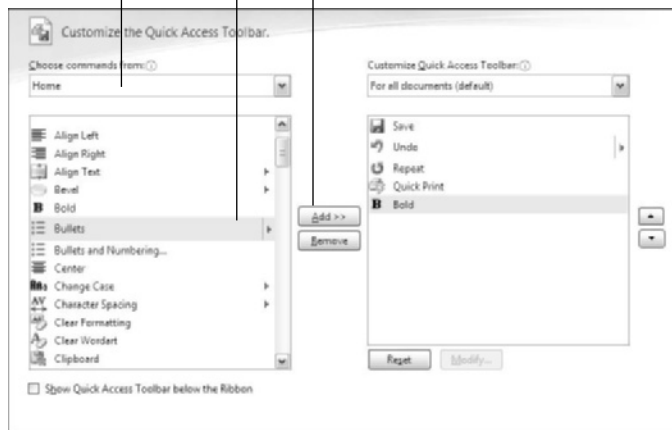 Customize the Quick Access Toolbar.
Choose commands from:
Home
Align Left
Align Right
Align Text
Bevel
Bold
Bullets
Bullets and Numbering...
Center
Change Case
Character Spacing
Clear Formatting
Clear Wordart
Clipboard
Show Quick Access Toolbar below the Ribbon
Add >>
Remove
Customize Quick Access Toolbar:
For all documents (default)
Save
Undo
Repeat
Quick Print
Bold
Reset
Modify...